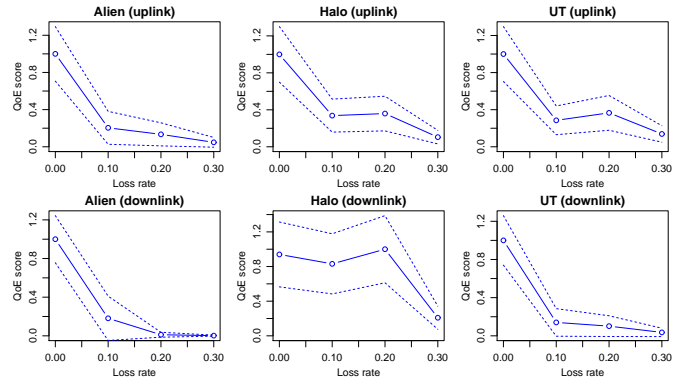 Alien (uplink)
Halo (uplink)
UT (uplink)
QoE score
0.0 0.4 0.8 1.2
QoE score
0.0 0.4 0.8 1.2
QoE score
0.0 0.4 0.8 1.2
0.00 0.10 0.20 0.30
0.00 0.10 0.20 0.30
0.00 0.10 0.20 0.30
Loss rate
Loss rate
Loss rate
Alien (downlink)
Halo (downlink)
UT (downlink)
QoE score
0.0 0.4 0.8 1.2
QoE score
0.0 0.4 0.8 1.2
QoE score
0.0 0.4 0.8 1.2
0.00 0.10 0.20 0.30
0.00 0.10 0.20 0.30
0.00 0.10 0.20 0.30
Loss rate
Loss rate
Loss rate